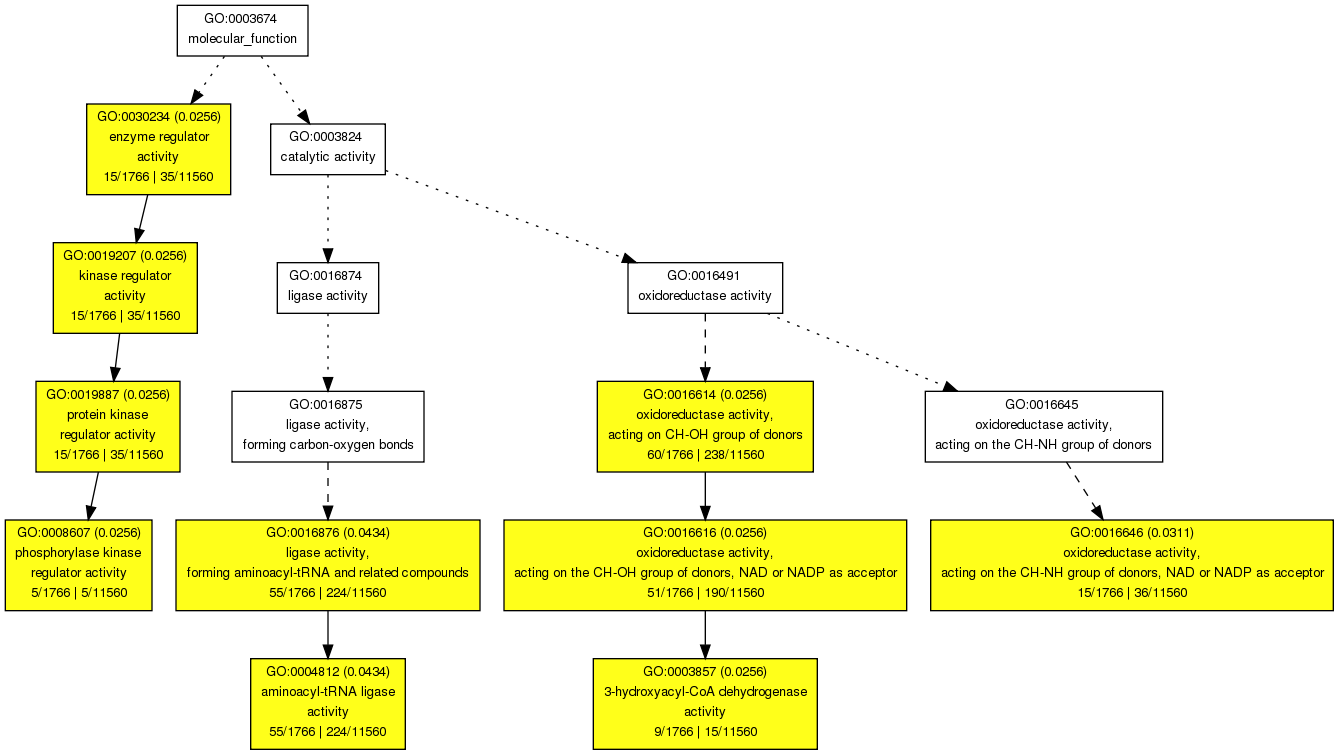 GO:0003674
molecular_function
GO:0030234 (0.0256)
enzyme regulator
activity
15/1766 | 35/11560
GO:0003824
catalytic activity
GO:0019207 (0.0256)
kinase regulator
activity
15/1766 | 35/11560
GO:0016874
ligase activity
GO:0016491
oxidoreductase activity
GO:0019887 (0.0256)
protein kinase
regulator activity
15/1766 | 35/11560
GO:0016875
ligase activity,
forming carbon-oxygen bonds
GO:0016614 (0.0256)
oxidoreductase activity,
acting on CH-OH group of donors
60/1766 | 238/11560
GO:0016645
oxidoreductase activity,
acting on the CH-NH group of donors
GO:0008607 (0.0256)
phosphorylase kinase
regulator activity
5/1766 | 5/11560
GO:0016876 (0.0434)
ligase activity,
forming aminoacyl-tRNA and related compounds
55/1766 | 224/11560
GO:0016616 (0.0256)
oxidoreductase activity,
acting on the CH-OH group of donors, NAD or NADP as acceptor
51/1766 | 190/11560
GO:0016646 (0.0311)
oxidoreductase activity,
acting on the CH-NH group of donors, NAD or NADP as acceptor
15/1766 | 36/11560
GO:0004812 (0.0434)
aminoacyl-tRNA ligase
activity
55/1766 | 224/11560
GO:0003857 (0.0256)
3-hydroxyacyl-CoA dehydrogenase
activity
9/1766 | 15/11560